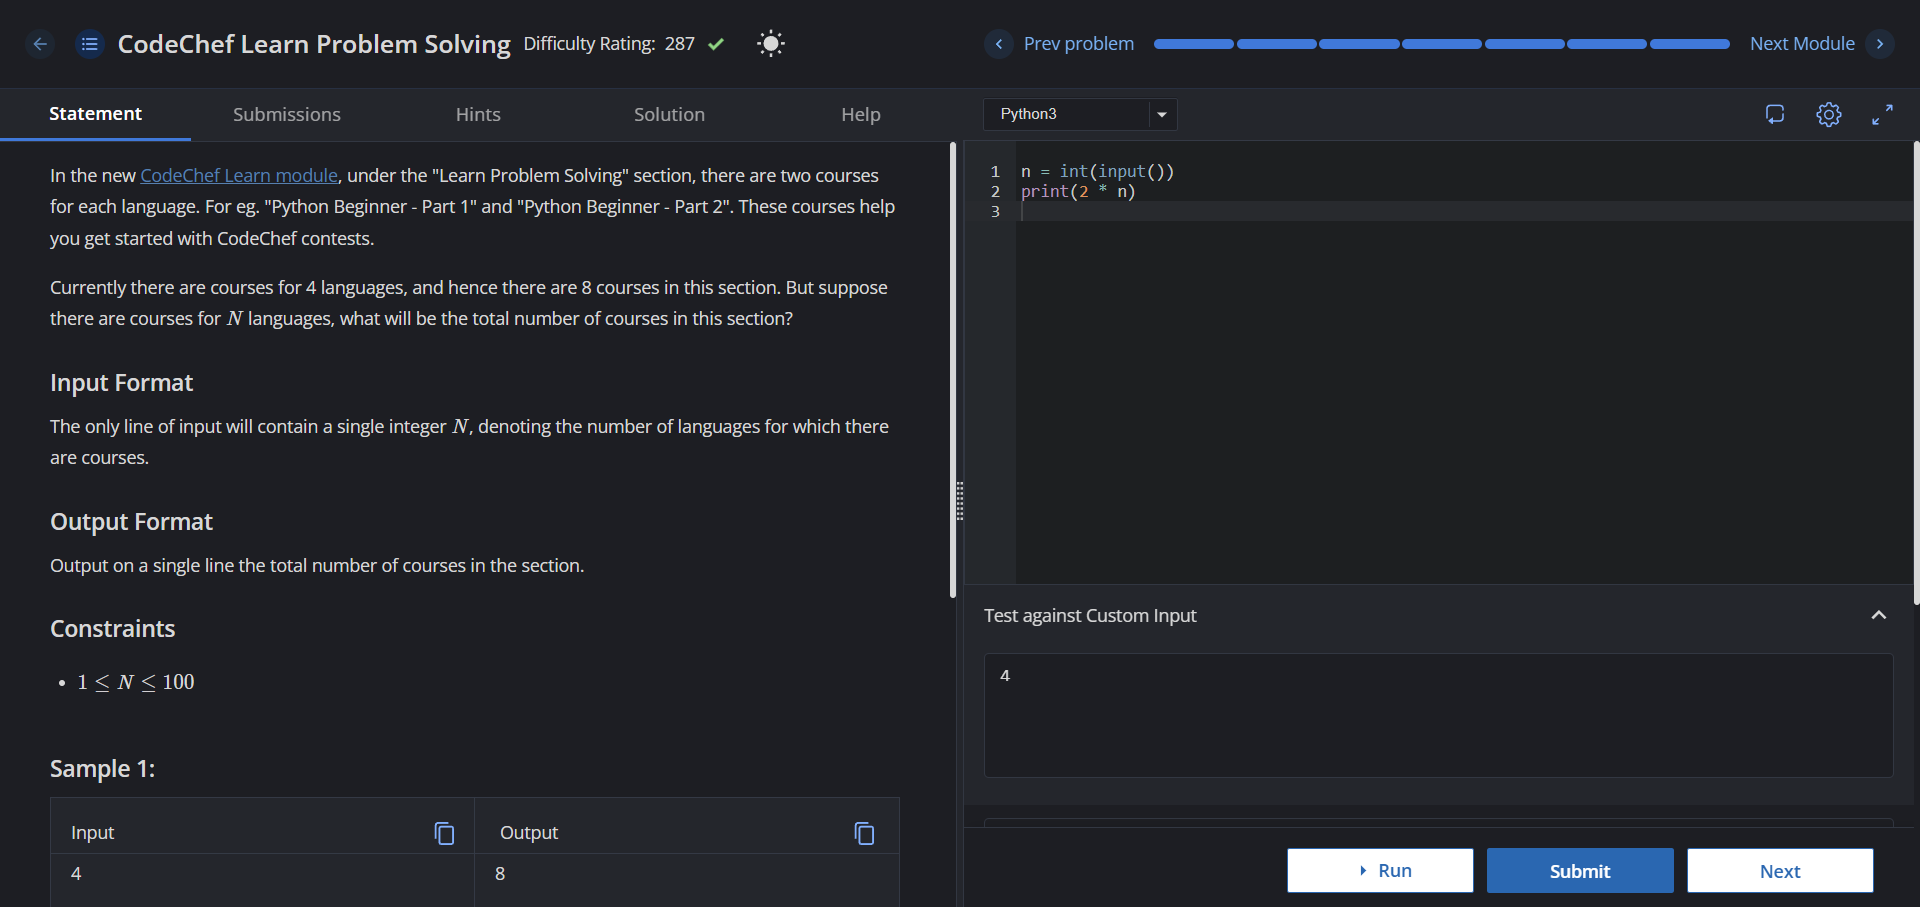 CodeChef Learn Problem Solving Difficulty Rating: 287
Prev problem
Next Module
Statement Submissions Hints Solution Help
In the new CodeChef Learn module, under the "Learn Problem Solving" section, there are two courses
for each language. For eg. "Python Beginner - Part 1" and "Python Beginner - Part 2". These courses help
you get started with CodeChef contests.
Currently there are courses for 4 languages, and hence there are 8 courses in this section. But suppose
there are courses for N languages, what will be the total number of courses in this section?
Input Format
The only line of input will contain a single integer N, denoting the number of languages for which there
are courses.
Output Format
Output on a single line the total number of courses in the section.
Constraints
• 1 ≤ N ≤ 100
Sample 1:
Input Output
4 8
Python3
1 n = int(input())
2 print(2 * n)
3
Test against Custom Input
4
Run Submit Next